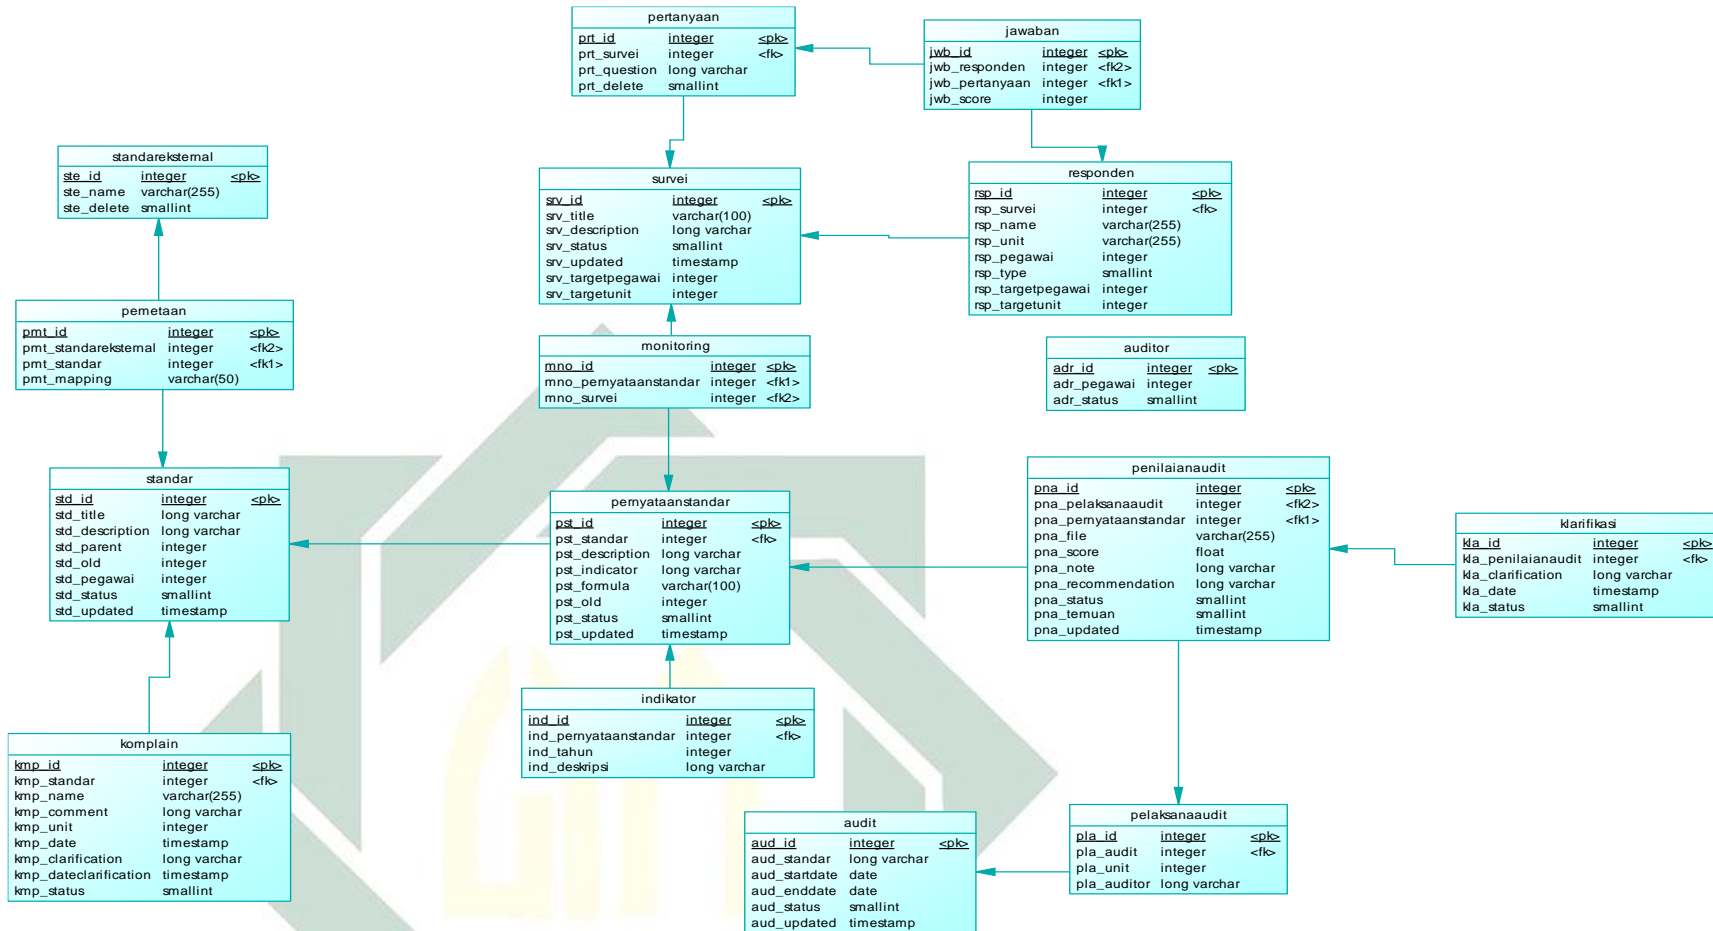 pertanyaan
prt_id integer <pk>
prt_survei integer <fk>
prt_question long varchar
prt_delete smallint
jawaban
jwb_id integer <pk>
jwb_responden integer <fk2>
jwb_pertanyaan integer <fk1>
jwb_score integer
standareksternal
ste_id integer <pk>
ste_name varchar(255)
ste_delete smallint
survei
srv_id integer <pk>
srv_title varchar(100)
srv_description long varchar
srv_status smallint
srv_updated timestamp
srv_targetpegawai integer
srv_targetunit integer
responden
rsp_id integer <pk>
rsp_survei integer <fk>
rsp_name varchar(255)
rsp_unit varchar(255)
rsp_pegawai integer
rsp_type smallint
rsp_targetpegawai integer
rsp_targetunit integer
pemetaan
pmt_id integer <pk>
pmt_standareksternal integer <fk2>
pmt_standar integer <fk1>
pmt_mapping varchar(50)
monitoring
mno_id integer <pk>
mno_pernyataanstandar integer <fk1>
mno_survei integer <fk2>
auditor
adr_id integer <pk>
adr_pegawai integer
adr_status smallint
standar
std_id integer <pk>
std_title long varchar
std_description long varchar
std_parent integer
std_old integer
std_pegawai integer
std_status smallint
std_updated timestamp
pernyataanstandar
pst_id integer <pk>
pst_standar integer <fk>
pst_description long varchar
pst_indicator long varchar
pst_formula varchar(100)
pst_old integer
pst_status smallint
pst_updated timestamp
penilaianaudit
pna_id integer <pk>
pna_pelaksanaaudit integer <fk2>
pna_pernyataanstandar integer <fk1>
pna_file varchar(255)
pna_score float
pna_note long varchar
pna_recommendation long varchar
pna_status smallint
pna_temuan smallint
pna_updated timestamp
klarifikasi
kla_id integer <pk>
kla_penilaianaudit integer <fk>
kla_clarification long varchar
kla_date timestamp
kla_status smallint
indikator
ind_id integer <pk>
ind_pernyataanstandar integer <fk>
ind_tahun integer
ind_deskripsi long varchar
komplain
kmp_id integer <pk>
kmp_standar integer <fk>
kmp_name varchar(255)
kmp_comment long varchar
kmp_unit integer
kmp_date timestamp
kmp_clarification long varchar
kmp_dateclarification timestamp
kmp_status smallint
audit
aud_id integer <pk>
aud_standar long varchar
aud_startdate date
aud_enddate date
aud_status smallint
aud_updated timestamp
pelaksanaaudit
pla_id integer <pk>
pla_audit integer <fk>
pla_unit integer
pla_auditor long varchar